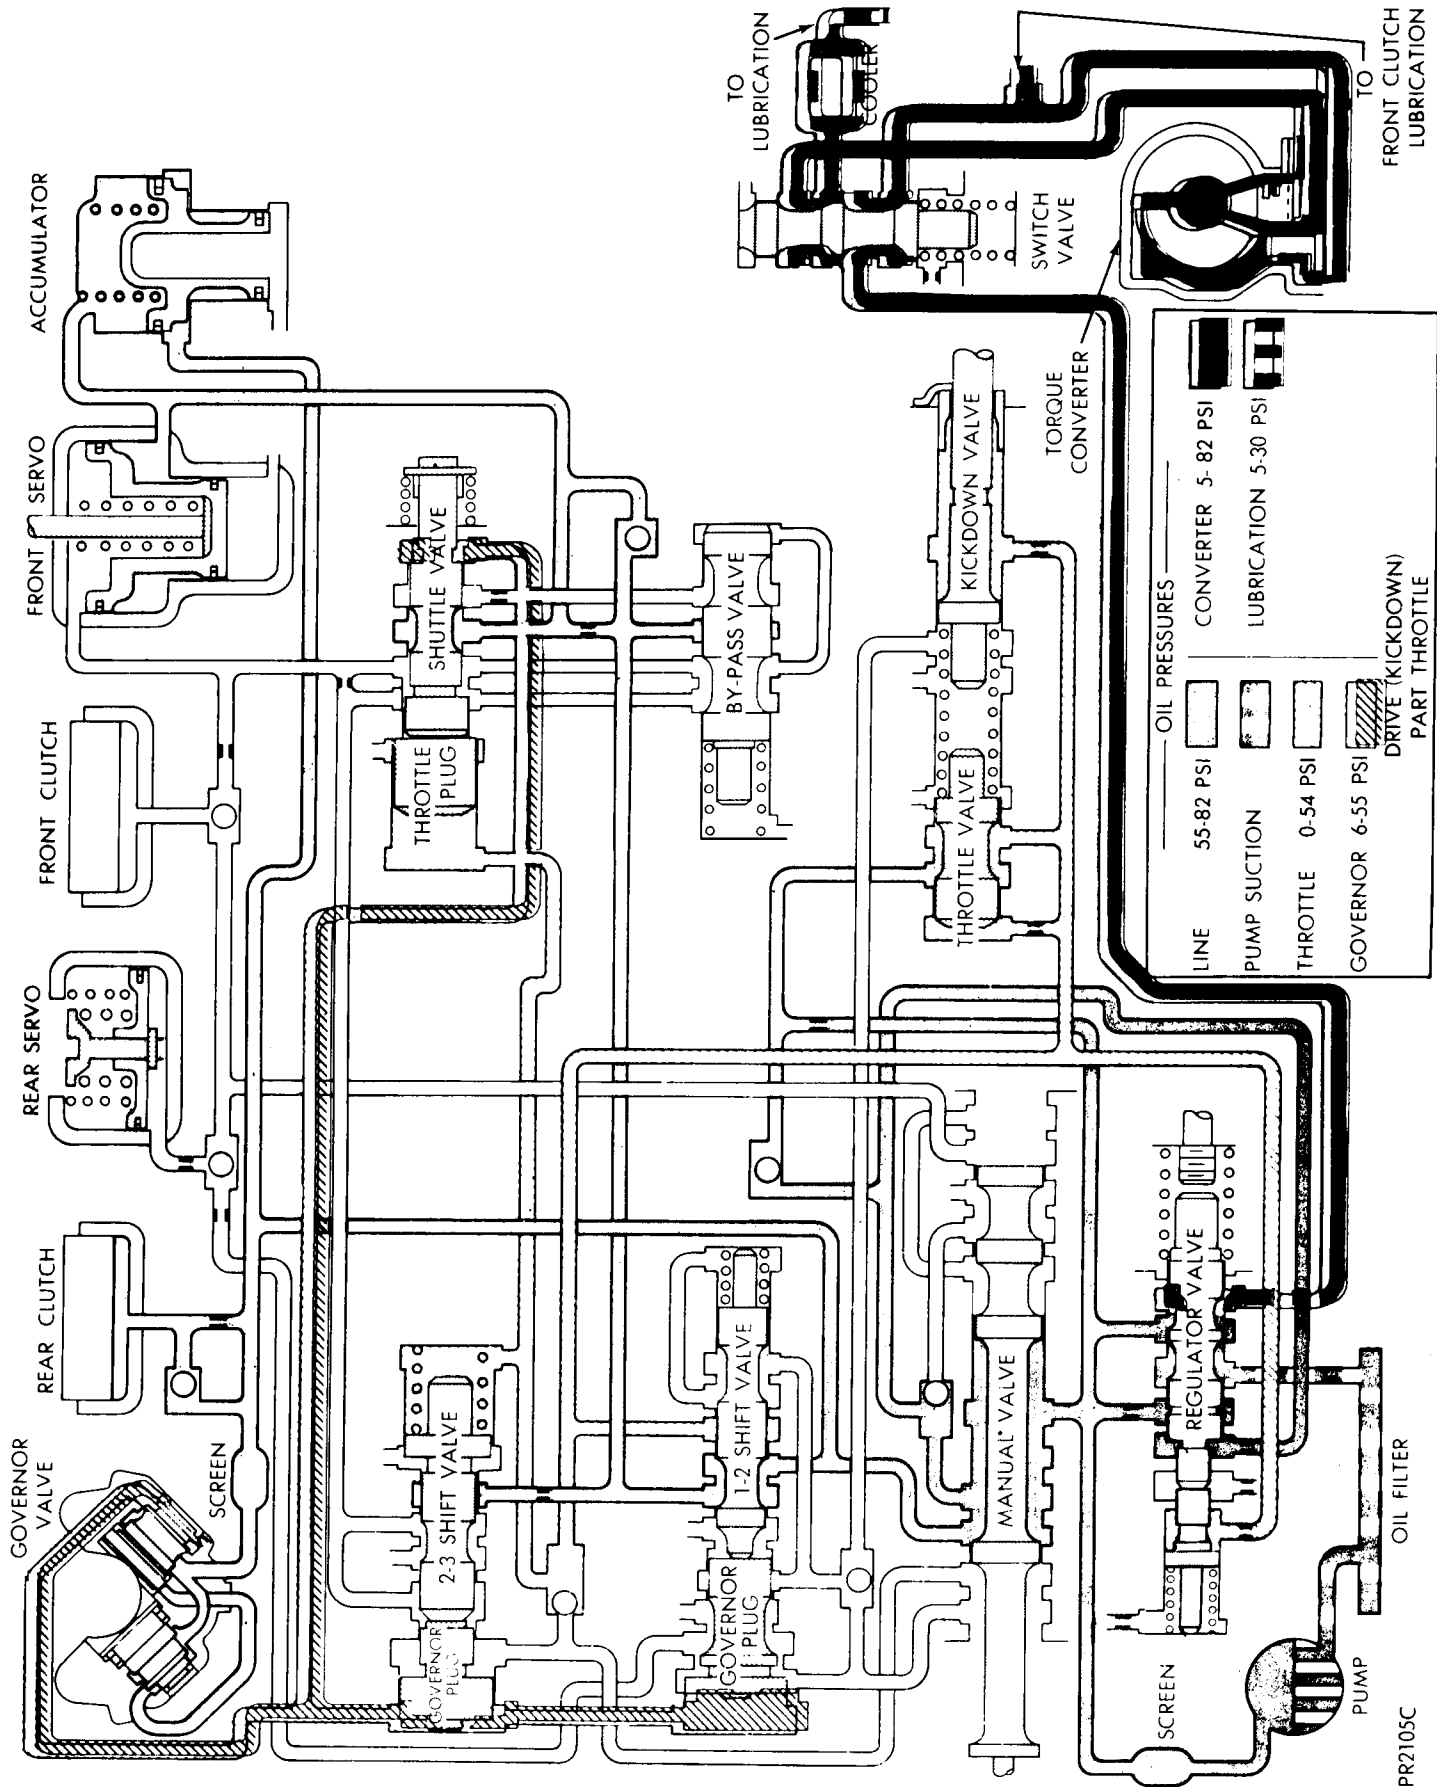 GOVERNOR
VALVE
REAR CLUTCH
REAR SERVO
FRONT CLUTCH
FRONT SERVO
ACCUMULATOR
SCREEN
GOVERNOR
PLUG
2-3 SHIFT VALVE
THROTTLE
PLUG
SHUTTLE VALVE
GOVERNOR
PLUG
1-2 SHIFT VALVE
BY-PASS VALVE
TO
LUBRICATION
COOLER
SWITCH
VALVE
MANUAL VALVE
THROTTLE VALVE
KICKDOWN VALVE
TORQUE
CONVERTER
TO
FRONT CLUTCH
LUBRICATION
SCREEN
REGULATOR VALVE
PUMP
OIL FILTER
OIL PRESSURES
LINE 55-82 PSI
PUMP SUCTION
THROTTLE 0-54 PSI
GOVERNOR 6-55 PSI
CONVERTER 5- 82 PSI
LUBRICATION 5-30 PSI
DRIVE (KICKDOWN)
PART THROTTLE
PR2105C